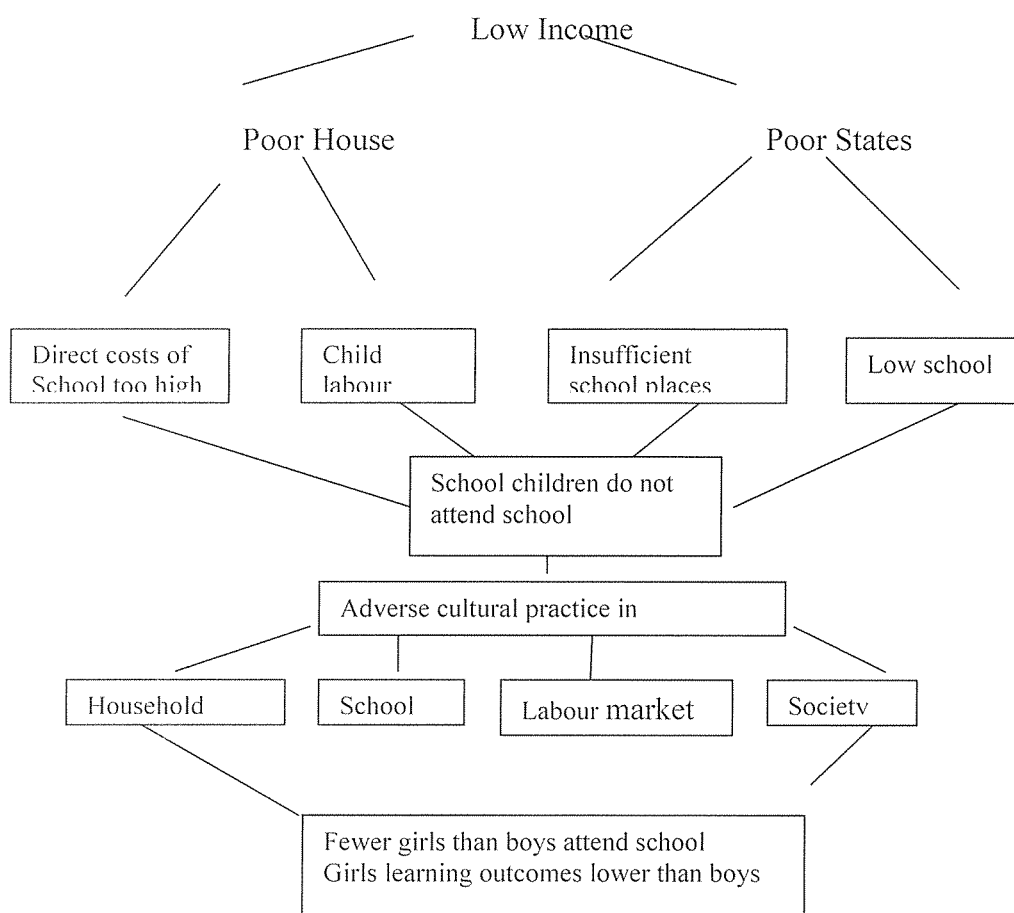 Low Income
Poor House
Poor States
Direct costs of
School too high
Child
labour
Insufficient
school places
Low school
School children do not
attend school
Adverse cultural practice in
Household
School
Labour market
Society
Fewer girls than boys attend school
Girls learning outcomes lower than boys